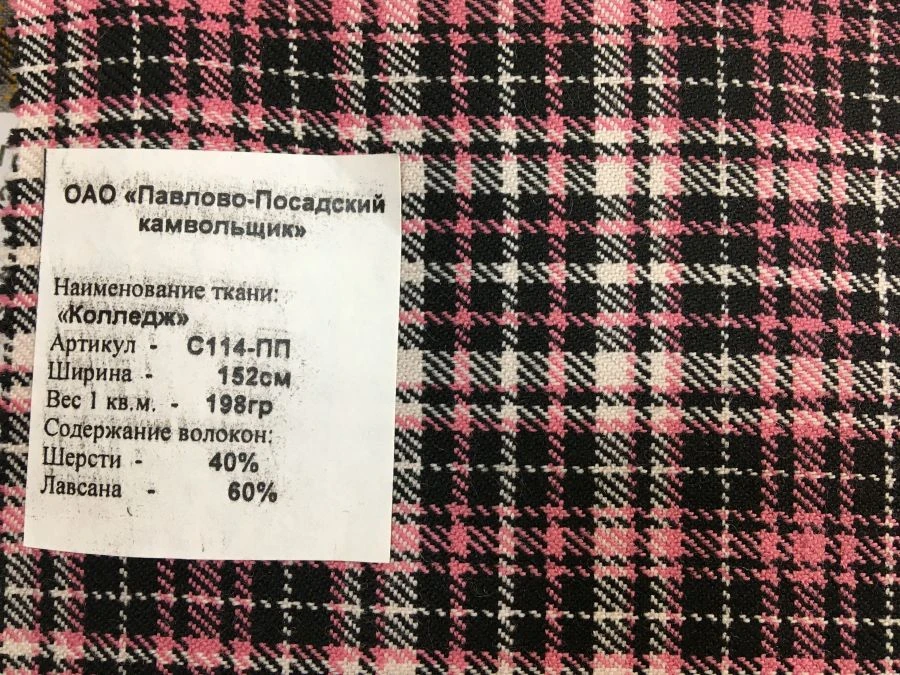 ОАО «Павлово-Посадский
камвольщик»
Наименование ткани:
«Колледж»
Артикул - С114-ПП
Ширина - 152см
Вес 1 кв.м. - 198гр
Содержание волокон:
Шерсти - 40%
Лавсана - 60%